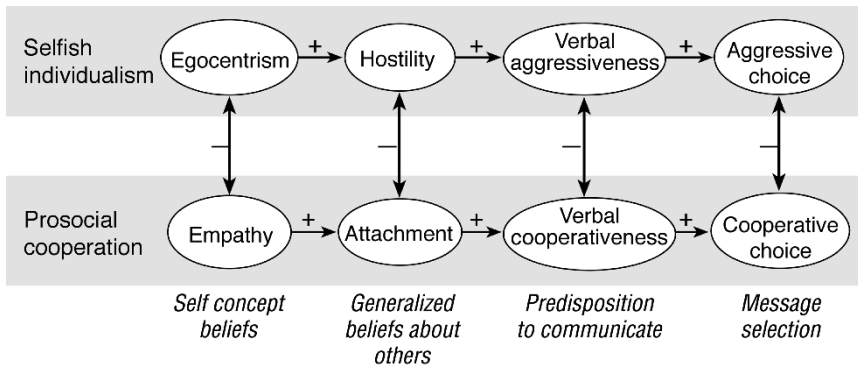 Selfish
individualism
Egocentrism
+
Hostility
+
Verbal
aggressiveness
+
Aggressive
choice
–
–
–
–
Prosocial
cooperation
Empathy
+
Attachment
+
Verbal
cooperativeness
+
Cooperative
choice
Self concept
beliefs
Generalized
beliefs about
others
Predisposition
to communicate
Message
selection